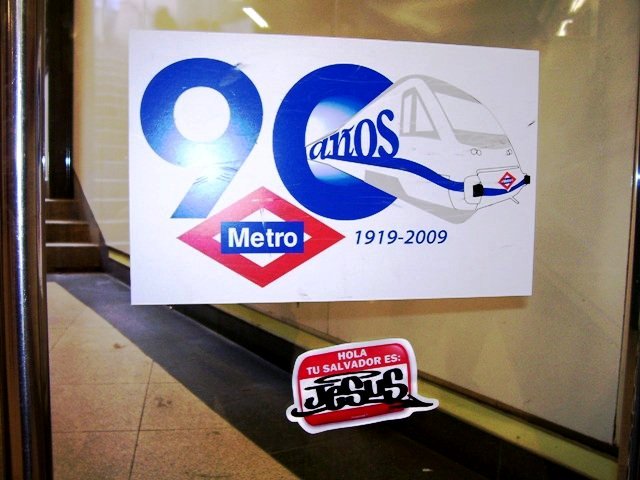 90
años
Metro
1919-2009
HOLA
TU SALVADOR ES:
JESUS